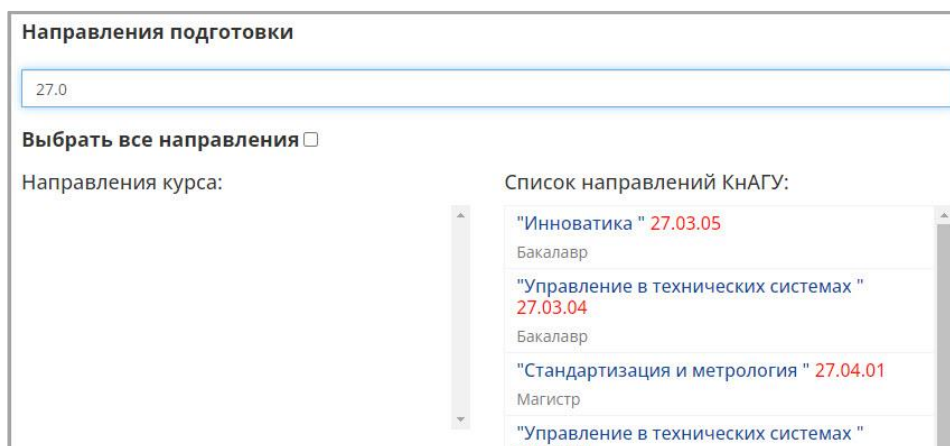 Направления подготовки
27.0
Выбрать все направления
Направления курса:
Список направлений КнАГУ:
"Инноватика " 27.03.05
Бакалавр
"Управление в технических системах "
27.03.04
Бакалавр
"Стандартизация и метрология " 27.04.01
Магистр
"Управление в технических системах "